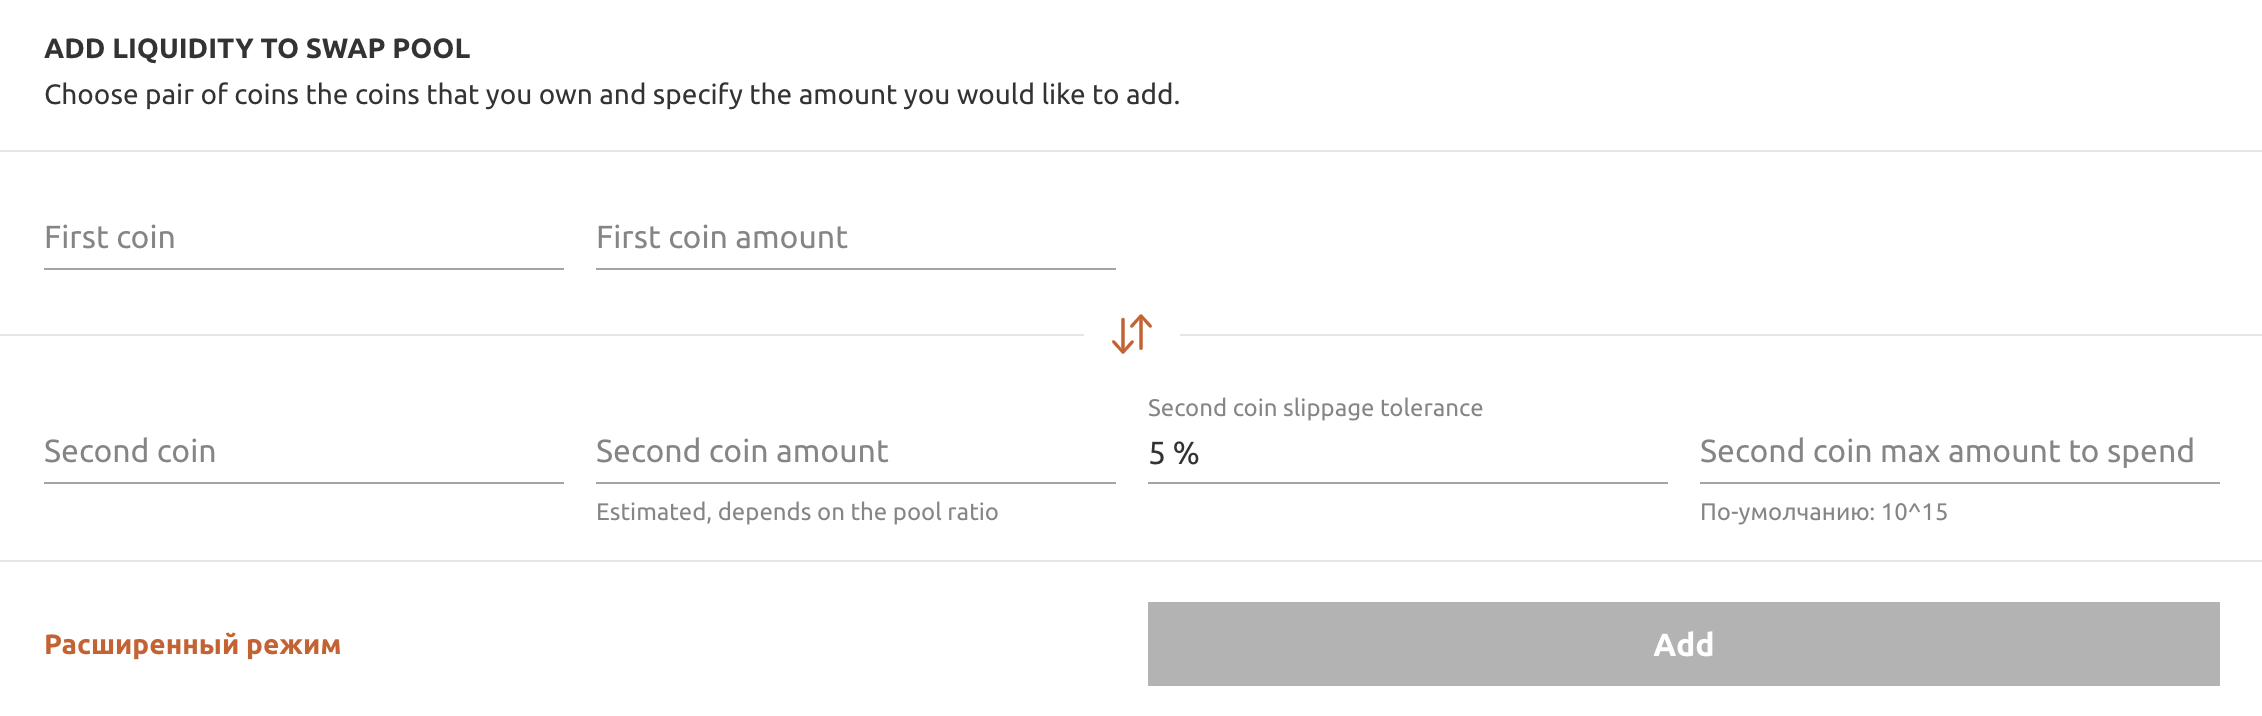 ADD LIQUIDITY TO SWAP POOL
Choose pair of coins the coins that you own and specify the amount you would like to add.
First coin
First coin amount
Second coin
Second coin amount
Estimated, depends on the pool ratio
Second coin slippage tolerance
5 %
Second coin max amount to spend
По-умолчанию: 10^15
Расширенный режим
Add